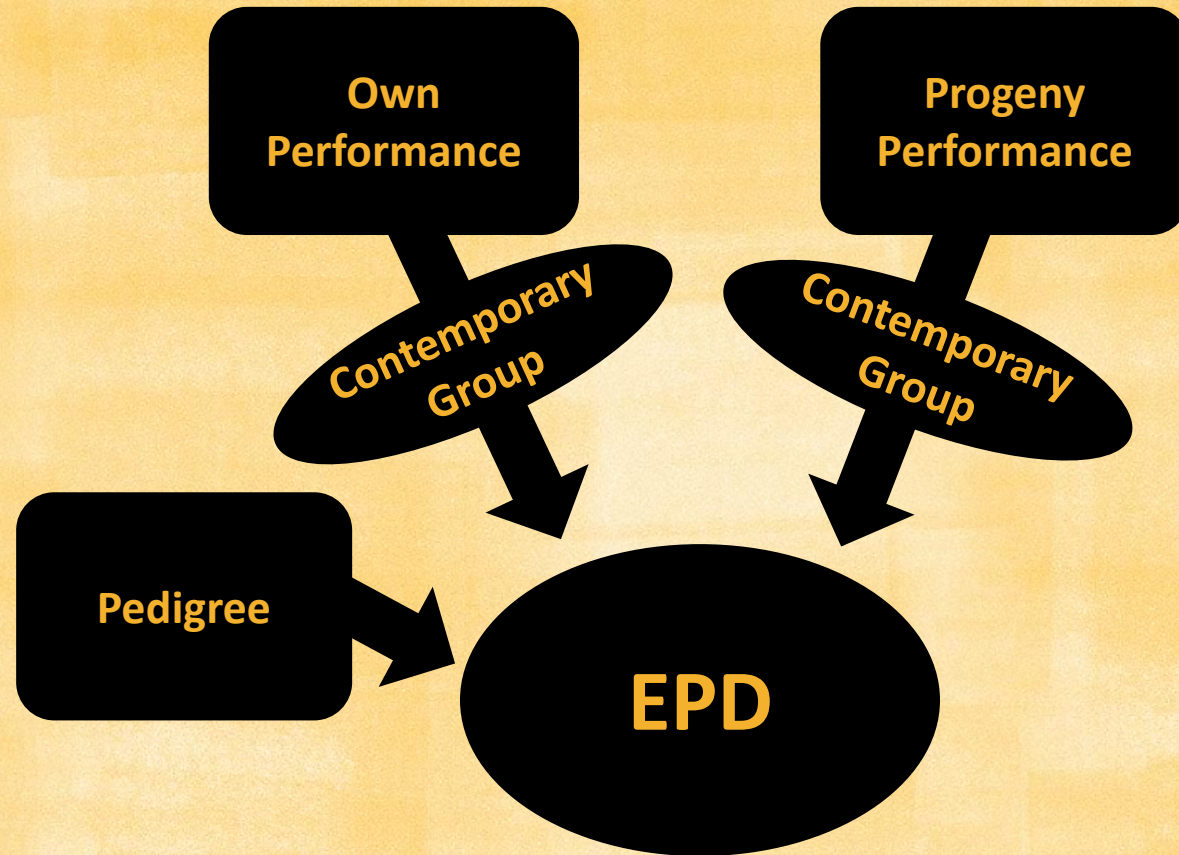 Own
Performance
Progeny
Performance
Contemporary
Group
Contemporary
Group
Pedigree
EPD